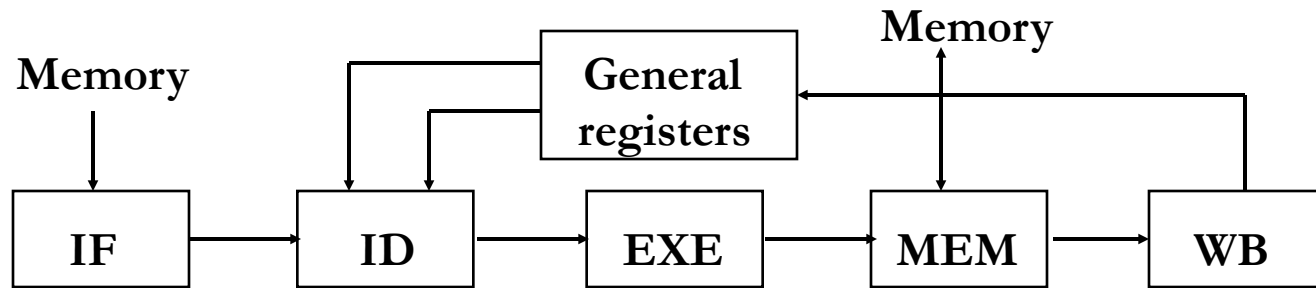 Memory
General
registers
Memory
IF
ID
EXE
MEM
WB